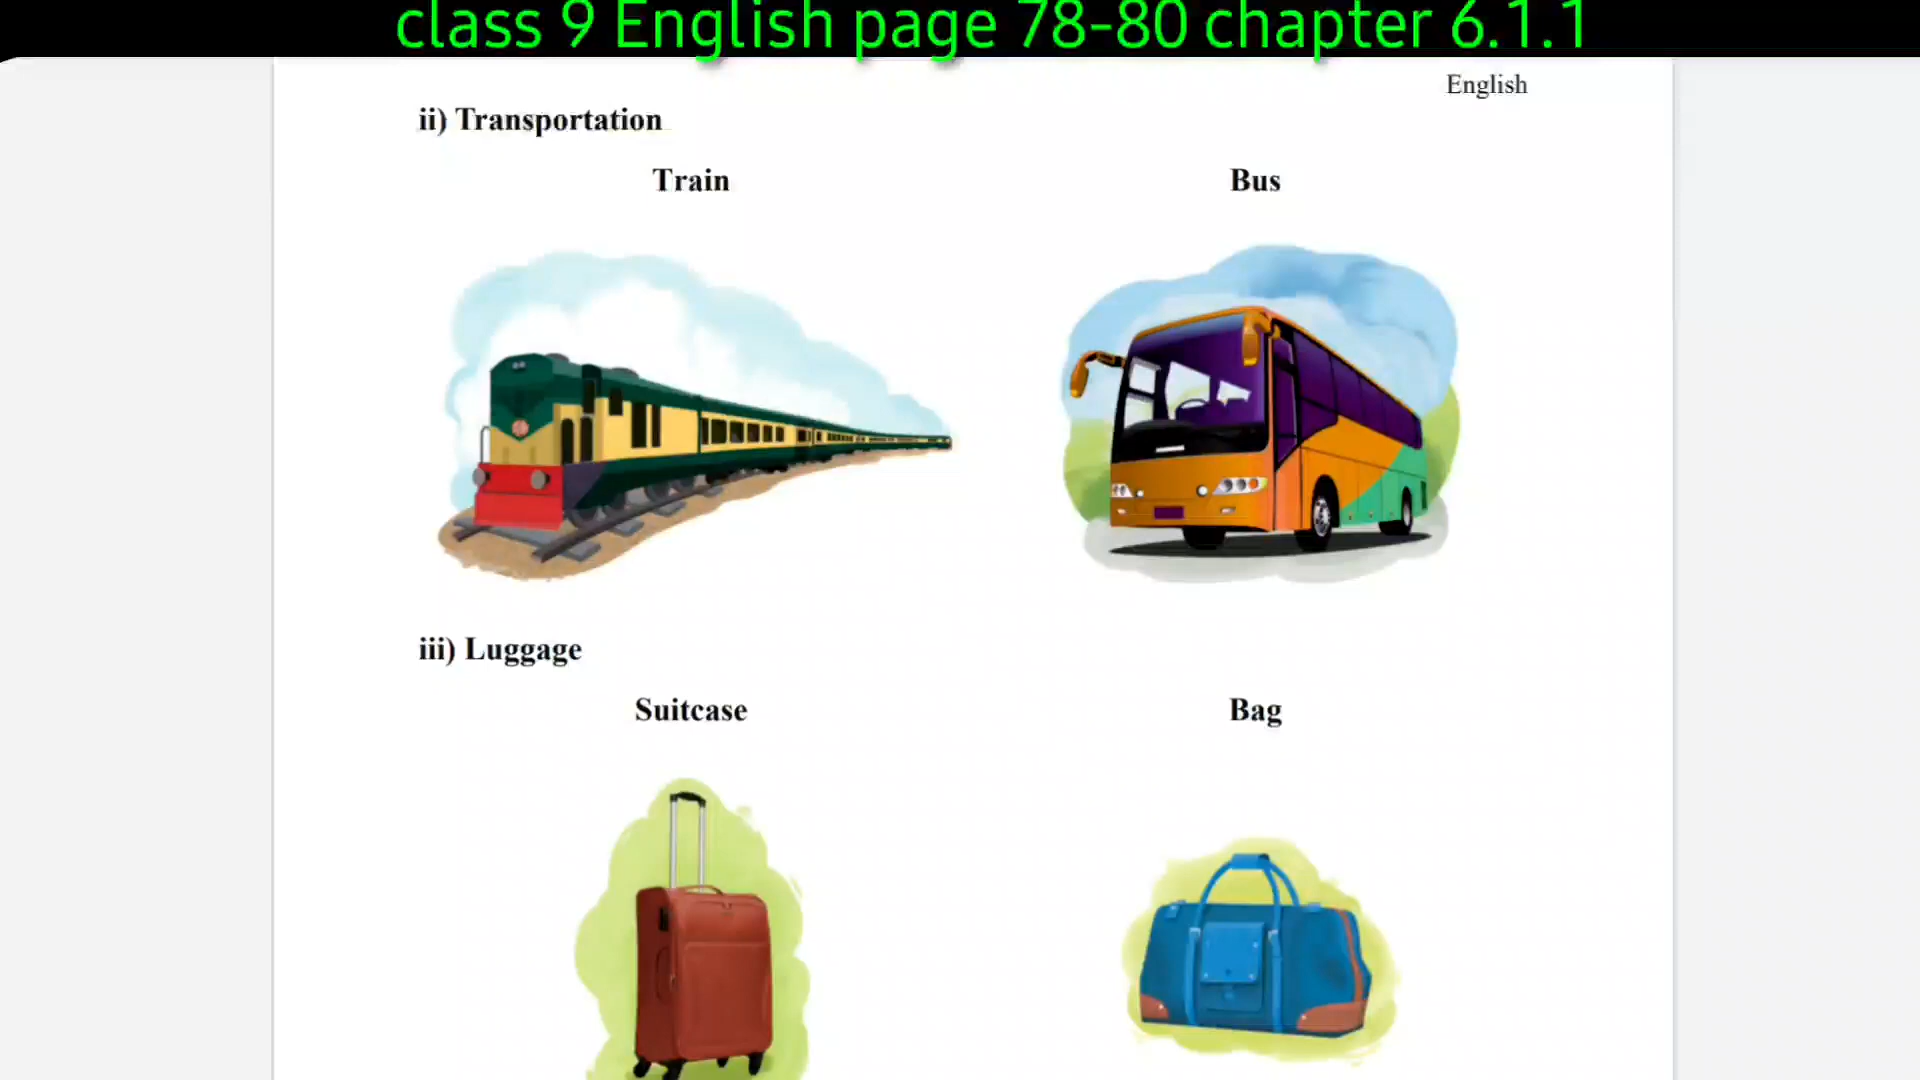 class 9 English page 78-80 chapter 6.1.1
English
ii) Transportation
Train Bus
iii) Luggage
Suitcase Bag